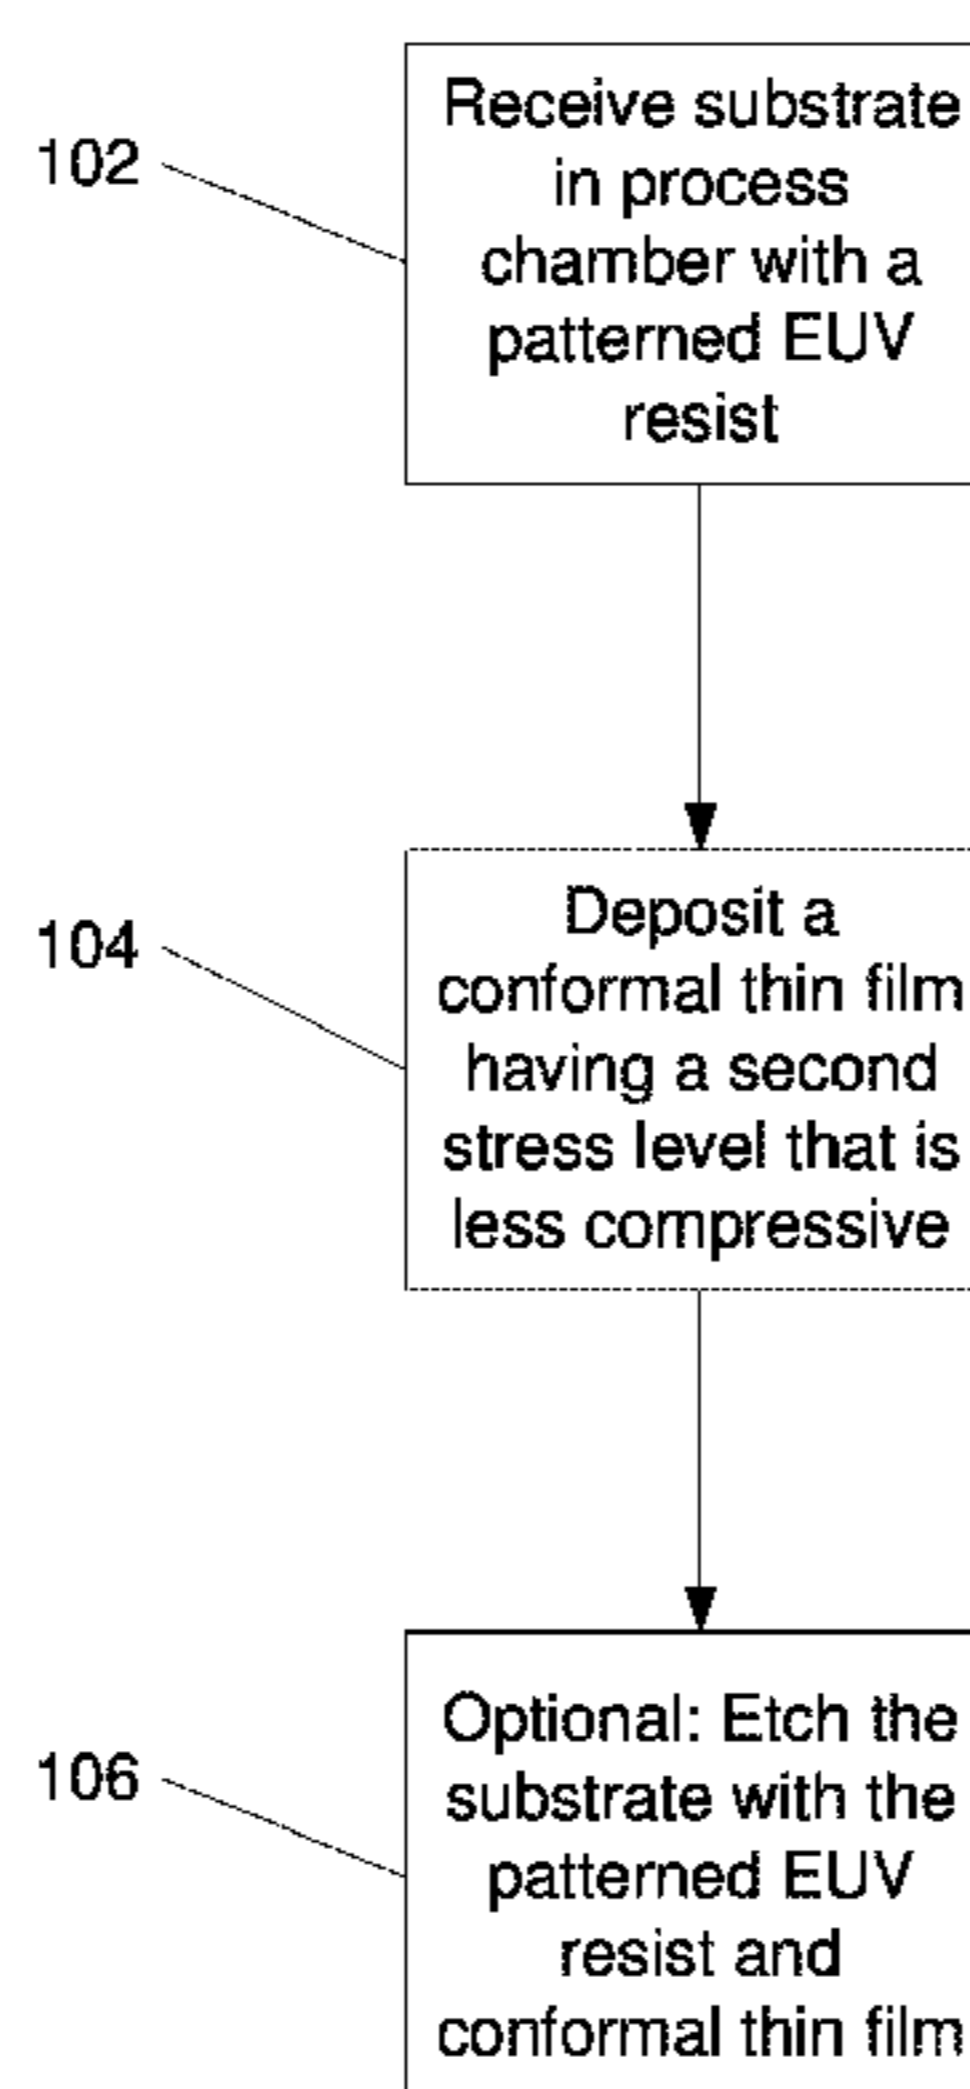 102
Receive substrate
in process
chamber with a
patterned EUV
resist
104
Deposit a
conformal thin film
having a second
stress level that is
less compressive
106
Optional: Etch the
substrate with the
patterned EUV
resist and
conformal thin film